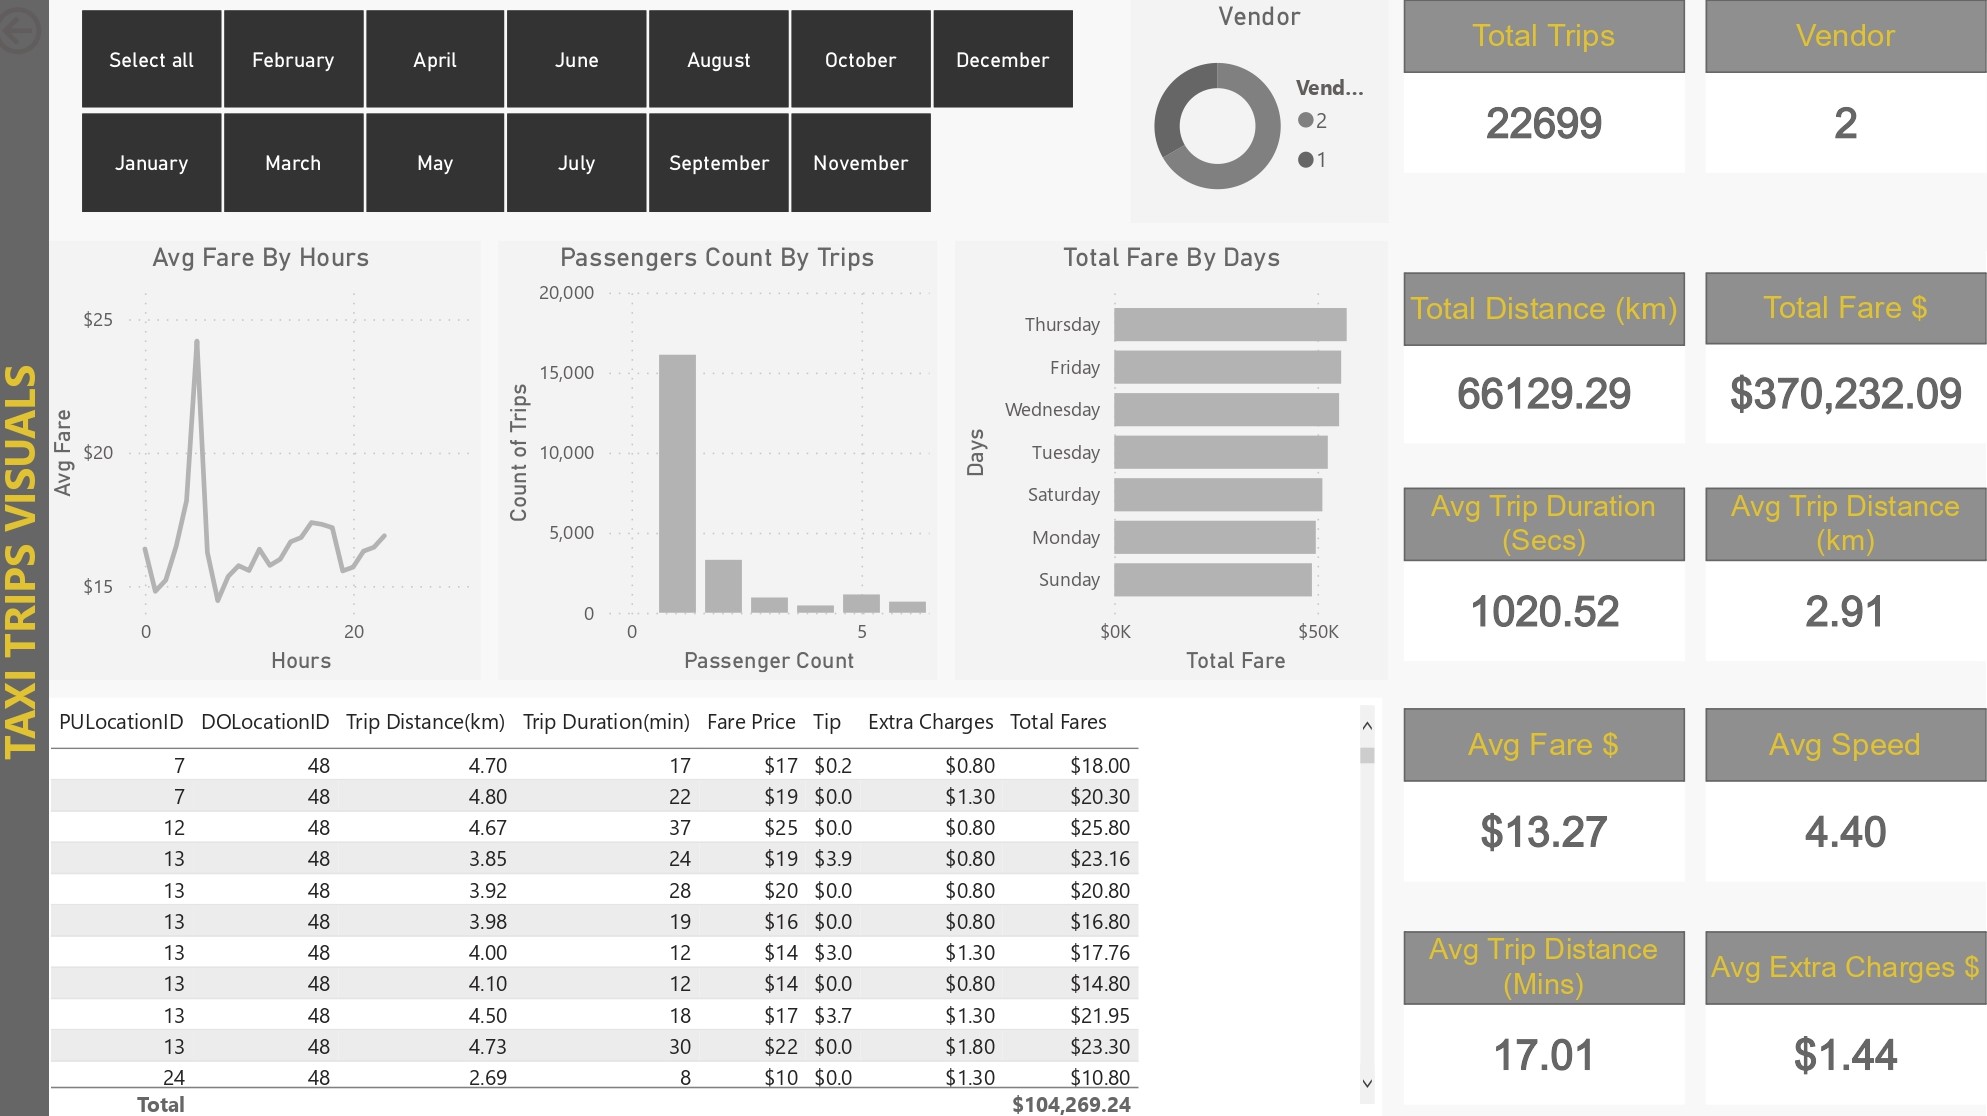 TAXI TRIPS VISUALS
Select all February April June August October December
January March May July September November
Vendor
Vend...
2
1
Total Trips
22699
Vendor
2
Avg Fare By Hours
$25
$20
$15
Avg Fare
0 20
Hours
Passengers Count By Trips
20,000
15,000
10,000
5,000
0
Count of Trips
0 5
Passenger Count
Total Fare By Days
Days
Thursday
Friday
Wednesday
Tuesday
Saturday
Monday
Sunday
$0K $50K
Total Fare
Total Distance (km)
66129.29
Total Fare $
$370,232.09
Avg Trip Duration
(Secs)
1020.52
Avg Trip Distance
(km)
2.91
PULocationID DOLocationID Trip Distance(km) Trip Duration(min) Fare Price Tip Extra Charges Total Fares
7 48 4.70 17 $17 $0.2 $0.80 $18.00
7 48 4.80 22 $19 $0.0 $1.30 $20.30
12 48 4.67 37 $25 $0.0 $0.80 $25.80
13 48 3.85 24 $19 $3.9 $0.80 $23.16
13 48 3.92 28 $20 $0.0 $0.80 $20.80
13 48 3.98 19 $16 $0.0 $0.80 $16.80
13 48 4.00 12 $14 $3.0 $1.30 $17.76
13 48 4.10 12 $14 $0.0 $0.80 $14.80
13 48 4.50 18 $17 $3.7 $1.30 $21.95
13 48 4.73 30 $22 $0.0 $1.80 $23.30
24 48 2.69 8 $10 $0.0 $1.30 $10.80
Total $104,269.24
Avg Fare $
$13.27
Avg Speed
4.40
Avg Trip Distance
(Mins)
17.01
Avg Extra Charges $
$1.44